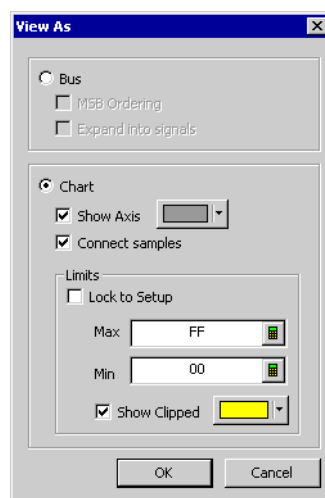 View As
Bus
MSB Ordering
Expand into signals
Chart
Show Axis
Connect samples
Limits
Lock to Setup
Max FF
Min 00
Show Clipped
OK Cancel